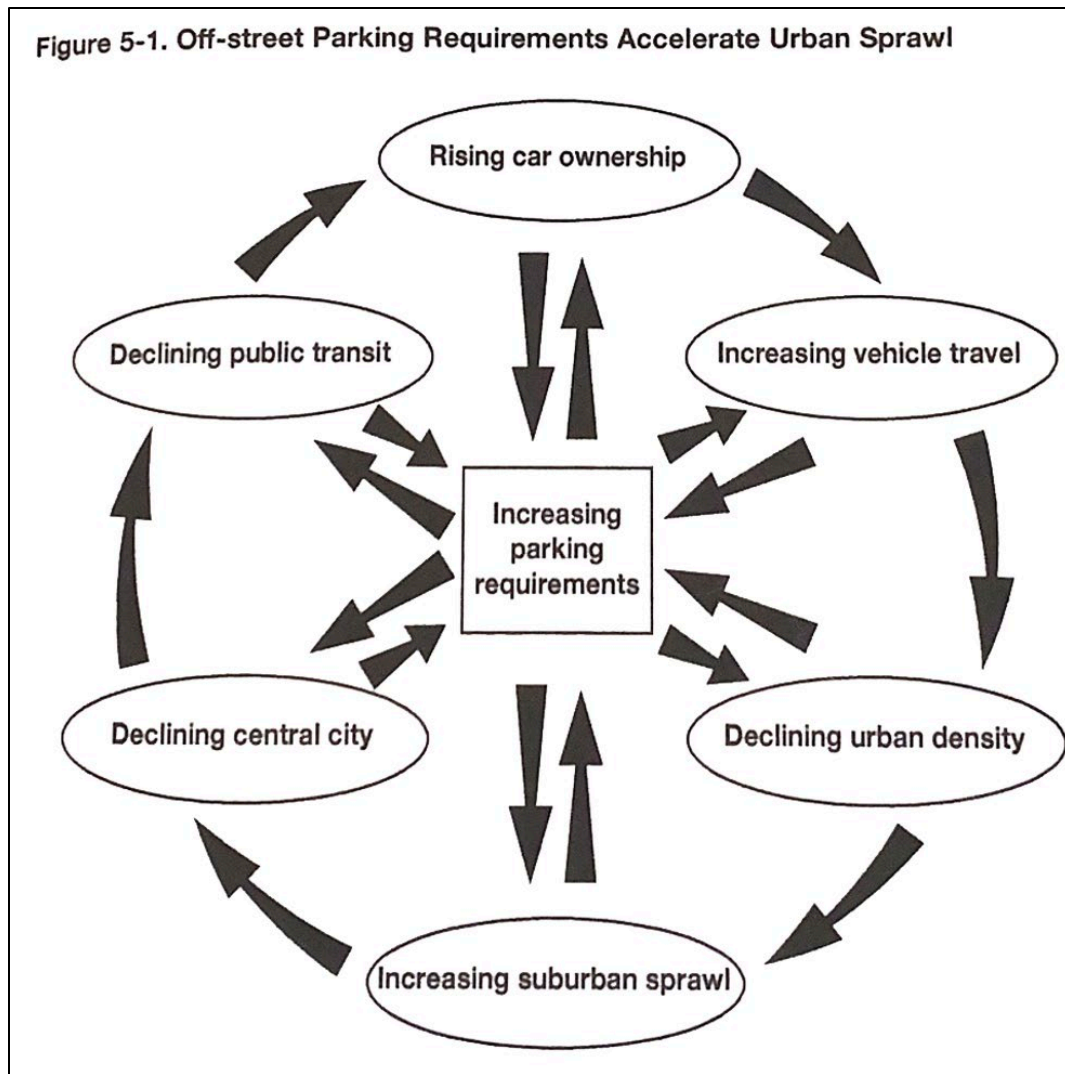 Figure 5-1. Off-street Parking Requirements Accelerate Urban Sprawl
Rising car ownership
Declining public transit
Increasing vehicle travel
Increasing
parking
requirements
Declining central city
Declining urban density
Increasing suburban sprawl